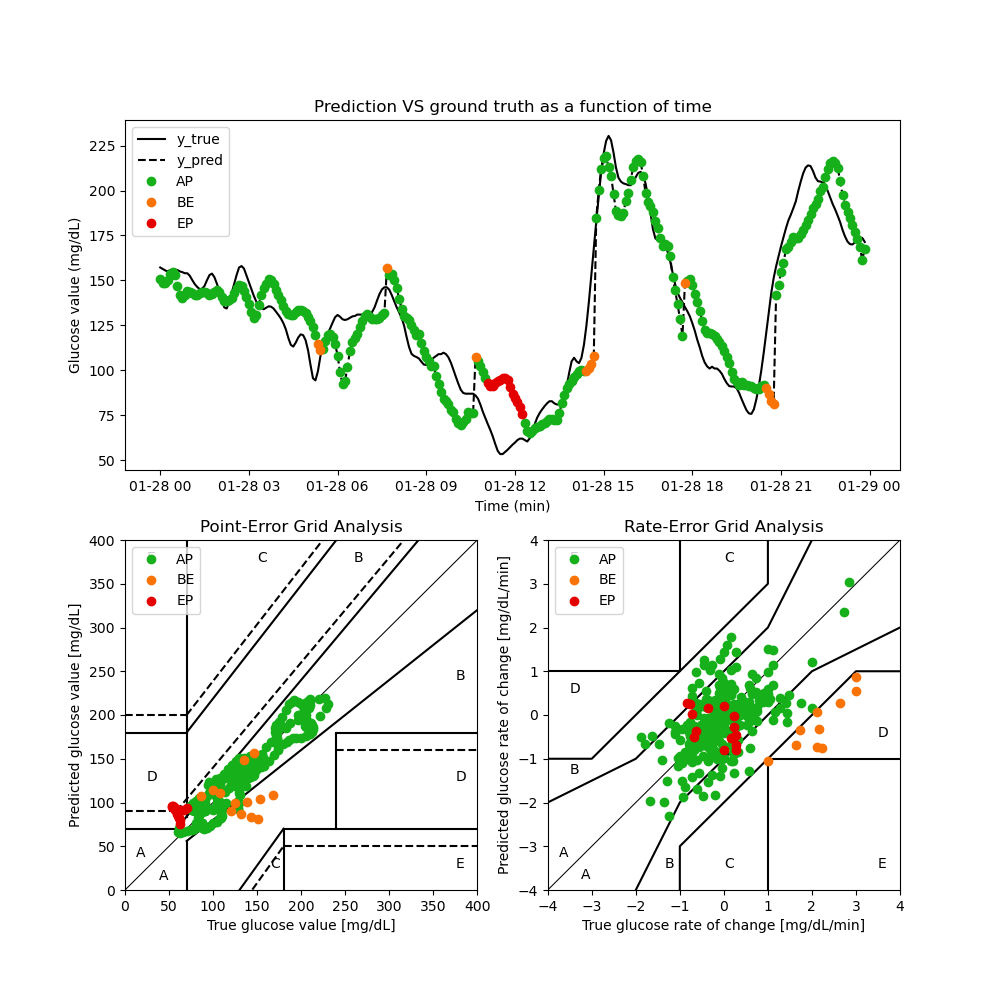 Prediction VS ground truth as a function of time
Glucose value (mg/dL)
225
200
175
150
125
100
75
50
y_true
y_pred
AP
BE
EP
01-28 00 01-28 03 01-28 06 01-28 09 01-28 12 01-28 15 01-28 18 01-28 21 01-29 00
Time (min)
Point-Error Grid Analysis
Predicted glucose value [mg/dL]
400
350
300
250
200
150
100
50
0
AP
BE
EP
C
B
B
D
D
A
A
C
E
0 50 100 150 200 250 300 350 400
True glucose value [mg/dL]
Rate-Error Grid Analysis
Predicted glucose rate of change [mg/dL/min]
4
3
2
1
0
−1
−2
−3
−4
AP
BE
EP
C
D
D
B
A
A
B
C
E
−4 −3 −2 −1 0 1 2 3 4
True glucose rate of change [mg/dL/min]